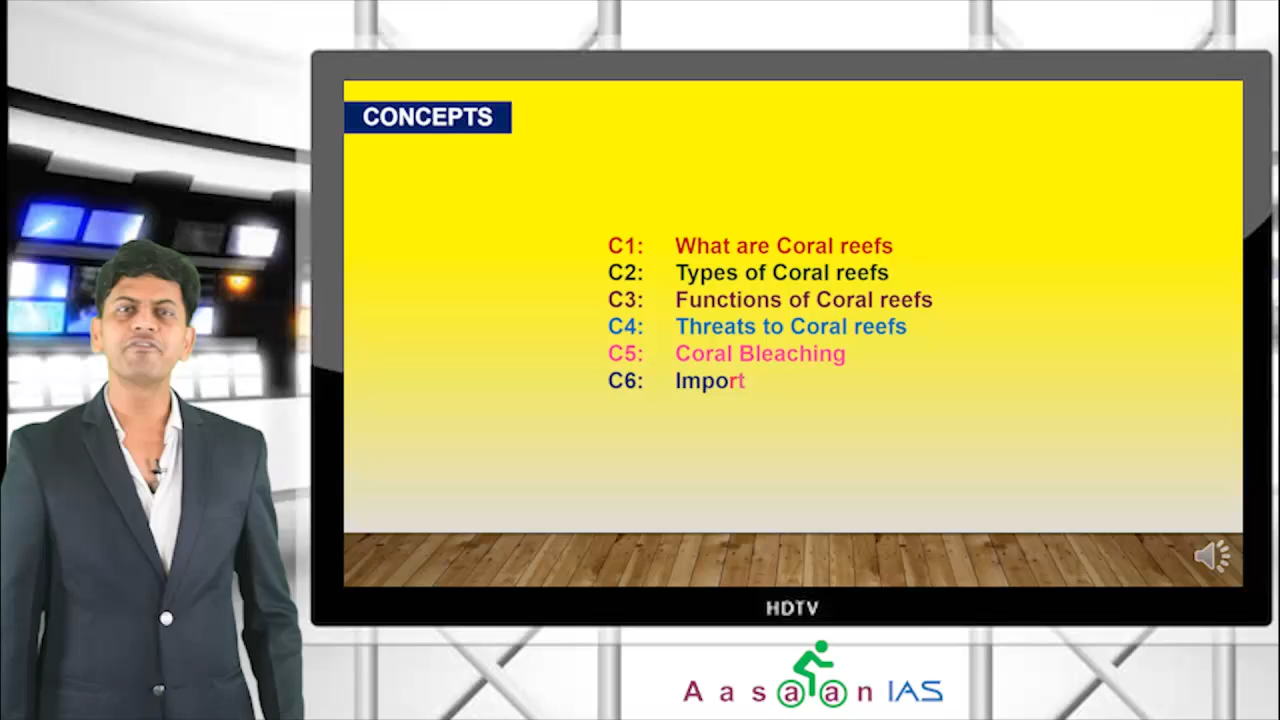 CONCEPTS
C1: What are Coral reefs
C2: Types of Coral reefs
C3: Functions of Coral reefs
C4: Threats to Coral reefs
C5: Coral Bleaching
C6: Import
HDTV
Aasaan IAS